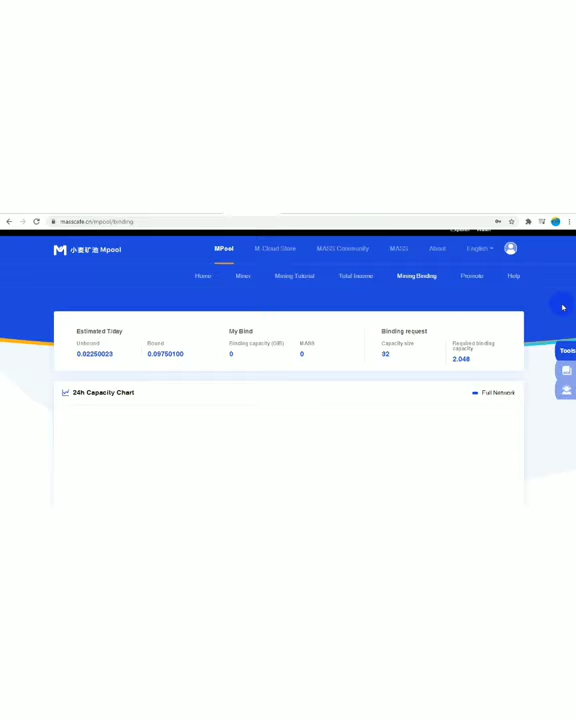 masscafe.cn/mpool/binding
小麦矿池 Mpool
MPool
M-Cloud Store
MASS Community
MASS
About
English
Home
Miner
Mining Tutorial
Total Income
Mining Binding
Promote
Help
Estimated T/day
My Bind
Binding request
Unbound
Bound
Binding capacity (GIB)
MASS
Capacity size
Required binding
capacity
0.02250023
0.09750100
0
0
32
2.048
Tools
24h Capacity Chart
Full Network